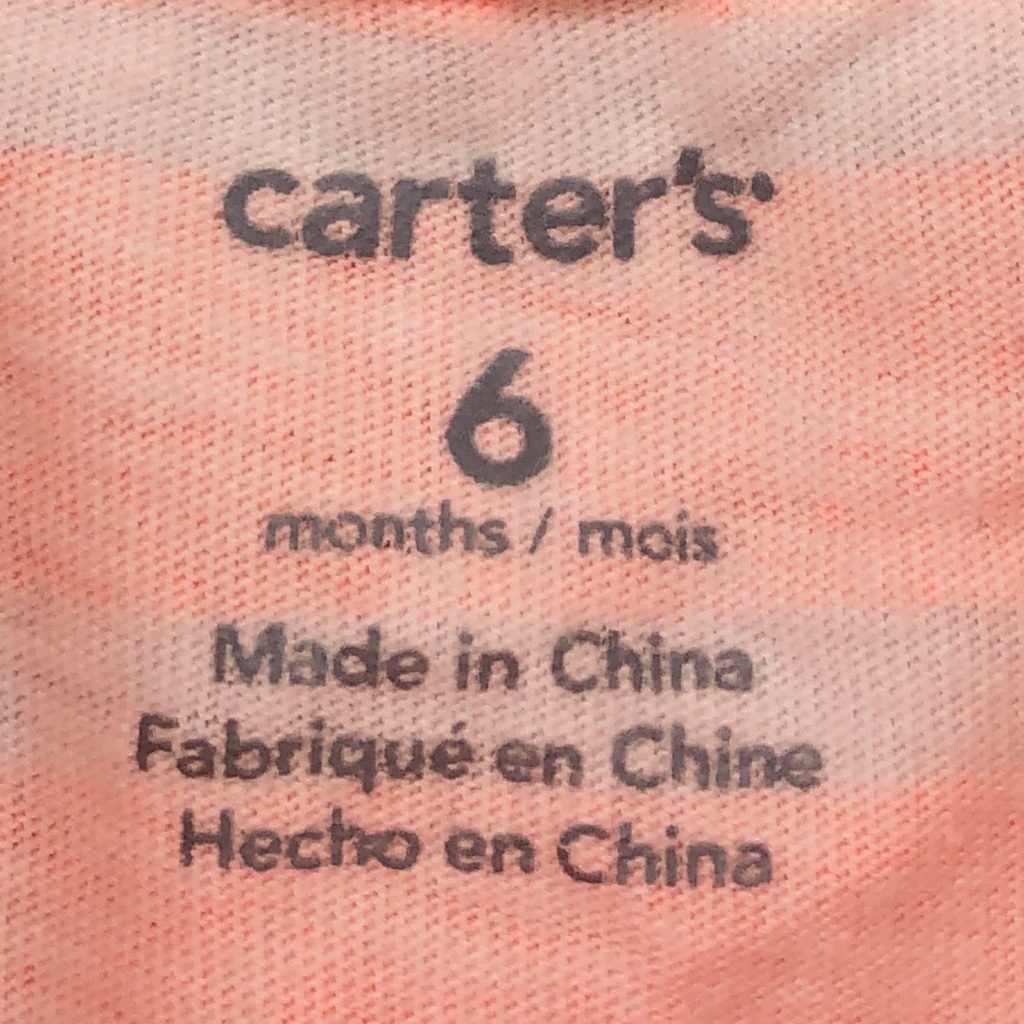 carter's
6
months / mois
Made in China
Fabriqué en Chine
Hecho en China